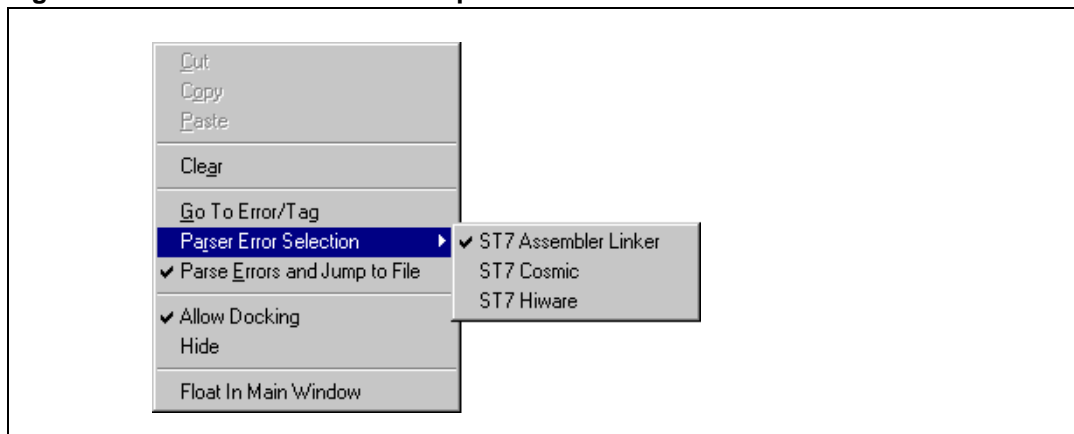 Cut
Copy
Paste
Clear
Go To Error/Tag
Parser Error Selection
Parse Errors and Jump to File
Allow Docking
Hide
Float In Main Window
ST7 Assembler Linker
ST7 Cosmic
ST7 Hiware